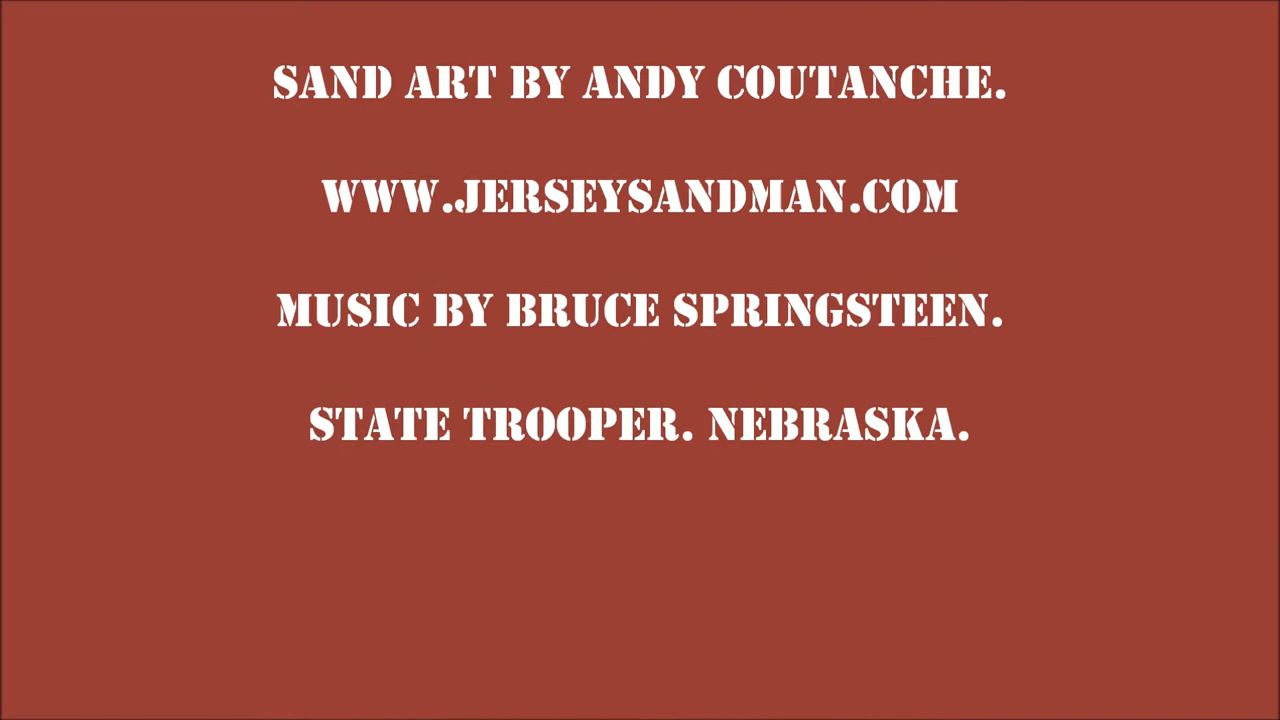 SAND ART BY ANDY COUTANCHE.
WWW.JERSEYSANDMAN.COM
MUSIC BY BRUCE SPRINGSTEEN.
STATE TROOPER. NEBRASKA.